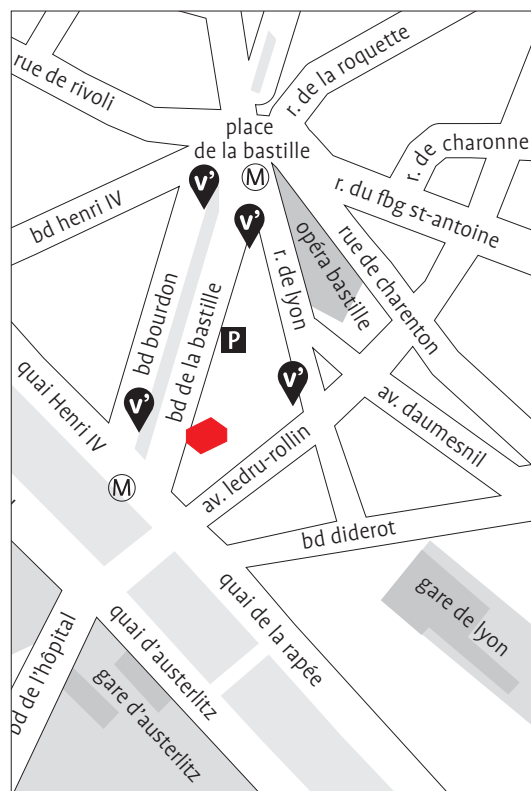 rue de rivoli
r. de la roquette
place
de la bastille
r. de charonne
M
v'
v'
bd henri IV
r. du fbg st-antoine
opéra bastille
rue de charenton
r. de lyon
bd bourdon
bd de la bastille
P
quai Henri IV
v'
v'
av. daumesnil
av. ledru-rollin
M
bd diderot
gare de lyon
quai de la rapée
quai d'austerlitz
bd de l'hôpital
gare d'austerlitz